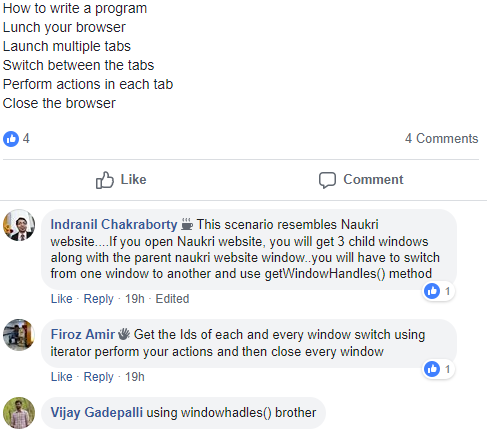 How to write a program
Lunch your browser
Launch multiple tabs
Switch between the tabs
Perform actions in each tab
Close the browser
4
4 Comments
Like
Comment
Indranil Chakraborty This scenario resembles Naukri
website....If you open Naukri website, you will get 3 child windows
along with the parent naukri website window..you will have to switch
from one window to another and use getWindowHandles() method
1
Like · Reply · 19h · Edited
Firoz Amir Get the Ids of each and every window switch using
iterator perform your actions and then close every window
1
Like · Reply · 19h
Vijay Gadepalli using windowhadles() brother